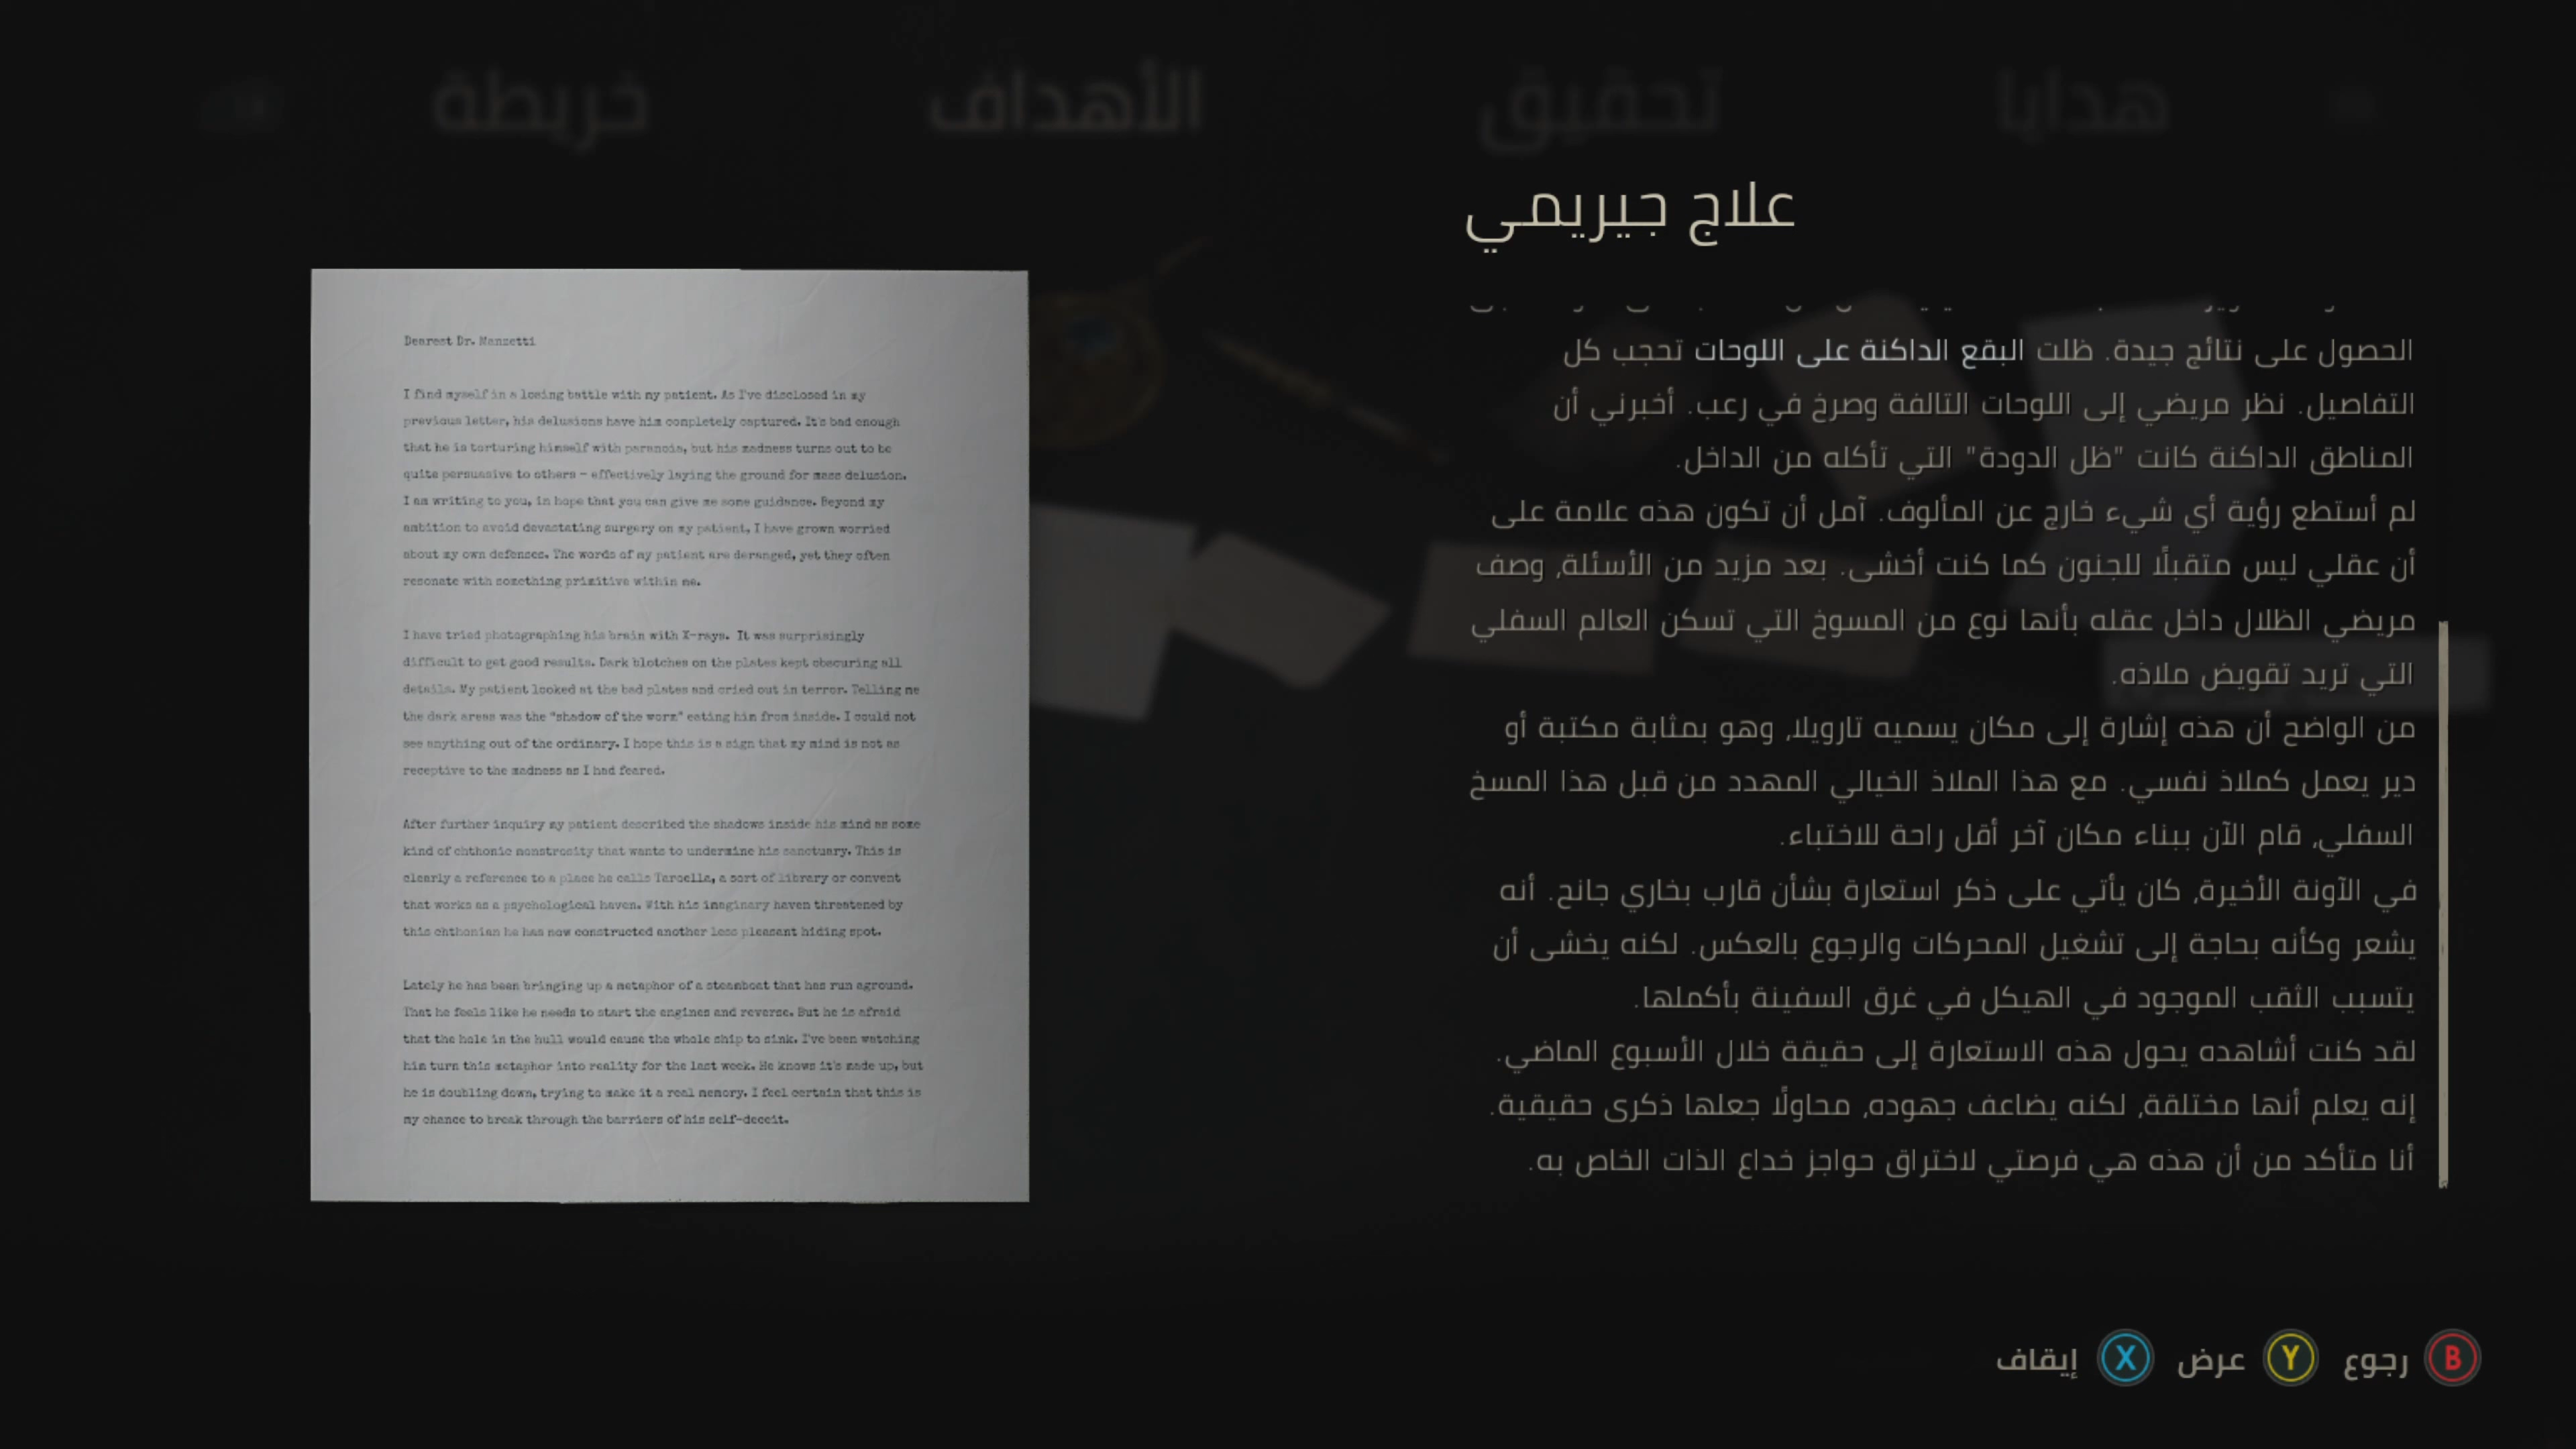 هدايا
تحقيق
الأهداف
خريطة
علاج جيريمي
الحصول على نتائج جيدة. ظلت البقع الداكنة على اللوحات تحجب كل
التفاصيل. نظر مريضي إلى اللوحات التالفة وصرخ في رعب. أخبرني أن
المناطق الداكنة كانت "ظل الدودة" التي تأكله من الداخل.
لم أستطع رؤية أي شيء خارج عن المألوف. آمل أن تكون هذه علامة على
أن عقلي ليس متقبلًا للجنون كما كنت أخشى. بعد مزيد من الأسئلة, وصف
مريضي الظلال داخل عقله بأنها نوع من المسوخ التي تسكن العالم السفلي
التي تريد تقويض ملاذه.
من الواضح أن هذه إشارة إلى مكان يسميه تارويلا, وهو بمثابة مكتبة أو
دير يعمل كملاذ نفسي. مع هذا الملاذ الخيالي المهدد من قبل هذا المسخ
السفلي, قام الآن ببناء مكان آخر أقل راحة للاختباء.
في الآونة الأخيرة, كان يأتي على ذكر استعارة بشأن قارب بخاري جانح. أنه
يشعر وكأنه بحاجة إلى تشغيل المحركات والرجوع بالعكس. لكنه يخشى أن
يتسبب الثقب الموجود في الهيكل في غرق السفينة بأكملها.
لقد كنت أشاهده يحول هذه الاستعارة إلى حقيقة خلال الأسبوع الماضي.
إنه يعلم أنها مختلقة, لكنه يضاعف جهوده, محاولًا جعلها ذكرى حقيقية.
أنا متأكد من أن هذه هي فرصتي لاختراق حواجز خداع الذات الخاص به.
Dearest Dr. Manzetti
I find myself in a losing battle with my patient. As I've disclosed in my
previous letter, his delusions have him completely captured. It's bad enough
that he is torturing himself with paranoia, but his madness turns out to be
quite persuasive to others - effectively laying the ground for mass delusion.
I am writing to you, in hope that you can give me some guidance. Beyond my
ambition to avoid devastating surgery on my patient, I have grown worried
about my own defenses. The words of my patient are deranged, yet they often
resonate with something primitive within me.
I have tried photographing his brain with X-rays. It was surprisingly
difficult to get good results. Dark blotches on the plates kept obscuring all
details. My patient looked at the bad plates and cried out in terror. Telling me
the dark areas was the "shadow of the worm" eating him from inside. I could not
see anything out of the ordinary. I hope this is a sign that my mind is not as
receptive to the madness as I had feared.
After further inquiry my patient described the shadows inside his mind as some
kind of chthonic monstrosity that wants to undermine his sanctuary. This is
clearly a reference to a place he calls Taroella, a sort of library or convent
that works as a psychological haven. With his imaginary haven threatened by
this chthonian he has now constructed another less pleasant hiding spot.
Lately he has been bringing up a metaphor of a steamboat that has run aground.
That he feels like he needs to start the engines and reverse. But he is afraid
that the hole in the hull would cause the whole ship to sink. I've been watching
him turn this metaphor into reality for the last week. He knows it's made up, but
he is doubling down, trying to make it a real memory. I feel certain that this is
my chance to break through the barriers of his self-deceit.
B رجوع Y عرض X إيقاف